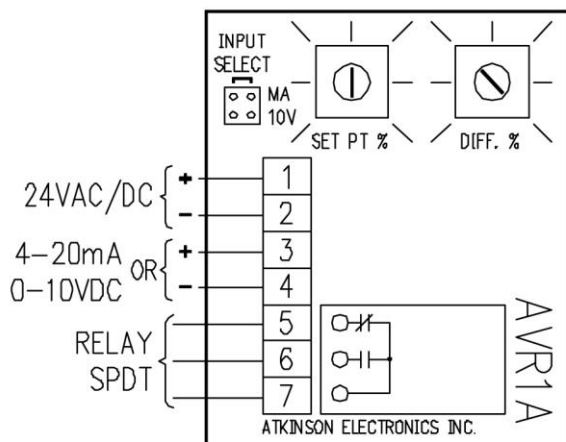 INPUT
SELECT
MA
10V
SET PT %
DIFF. %
24VAC/DC
+
-
1
2
4-20mA
OR
0-10VDC
+
-
3
4
RELAY
SPDT
5
6
7
AVR1A
ATKINSON ELECTRONICS INC.